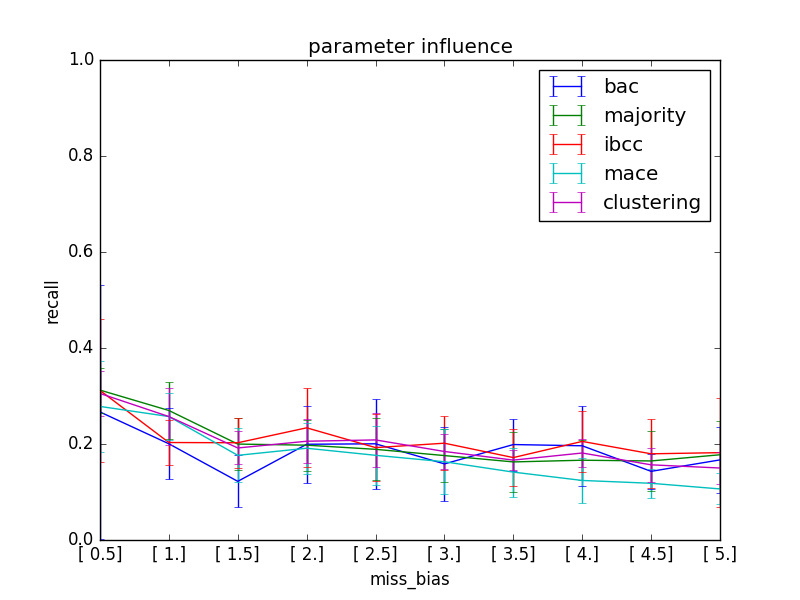 parameter influence
1.0
bac
majority
ibcc
mace
clustering
0.8
0.6
recall
0.4
0.2
0.0
[ 0.5] [ 1.] [ 1.5] [ 2.] [ 2.5] [ 3.] [ 3.5] [ 4.] [ 4.5] [ 5.]
miss_bias